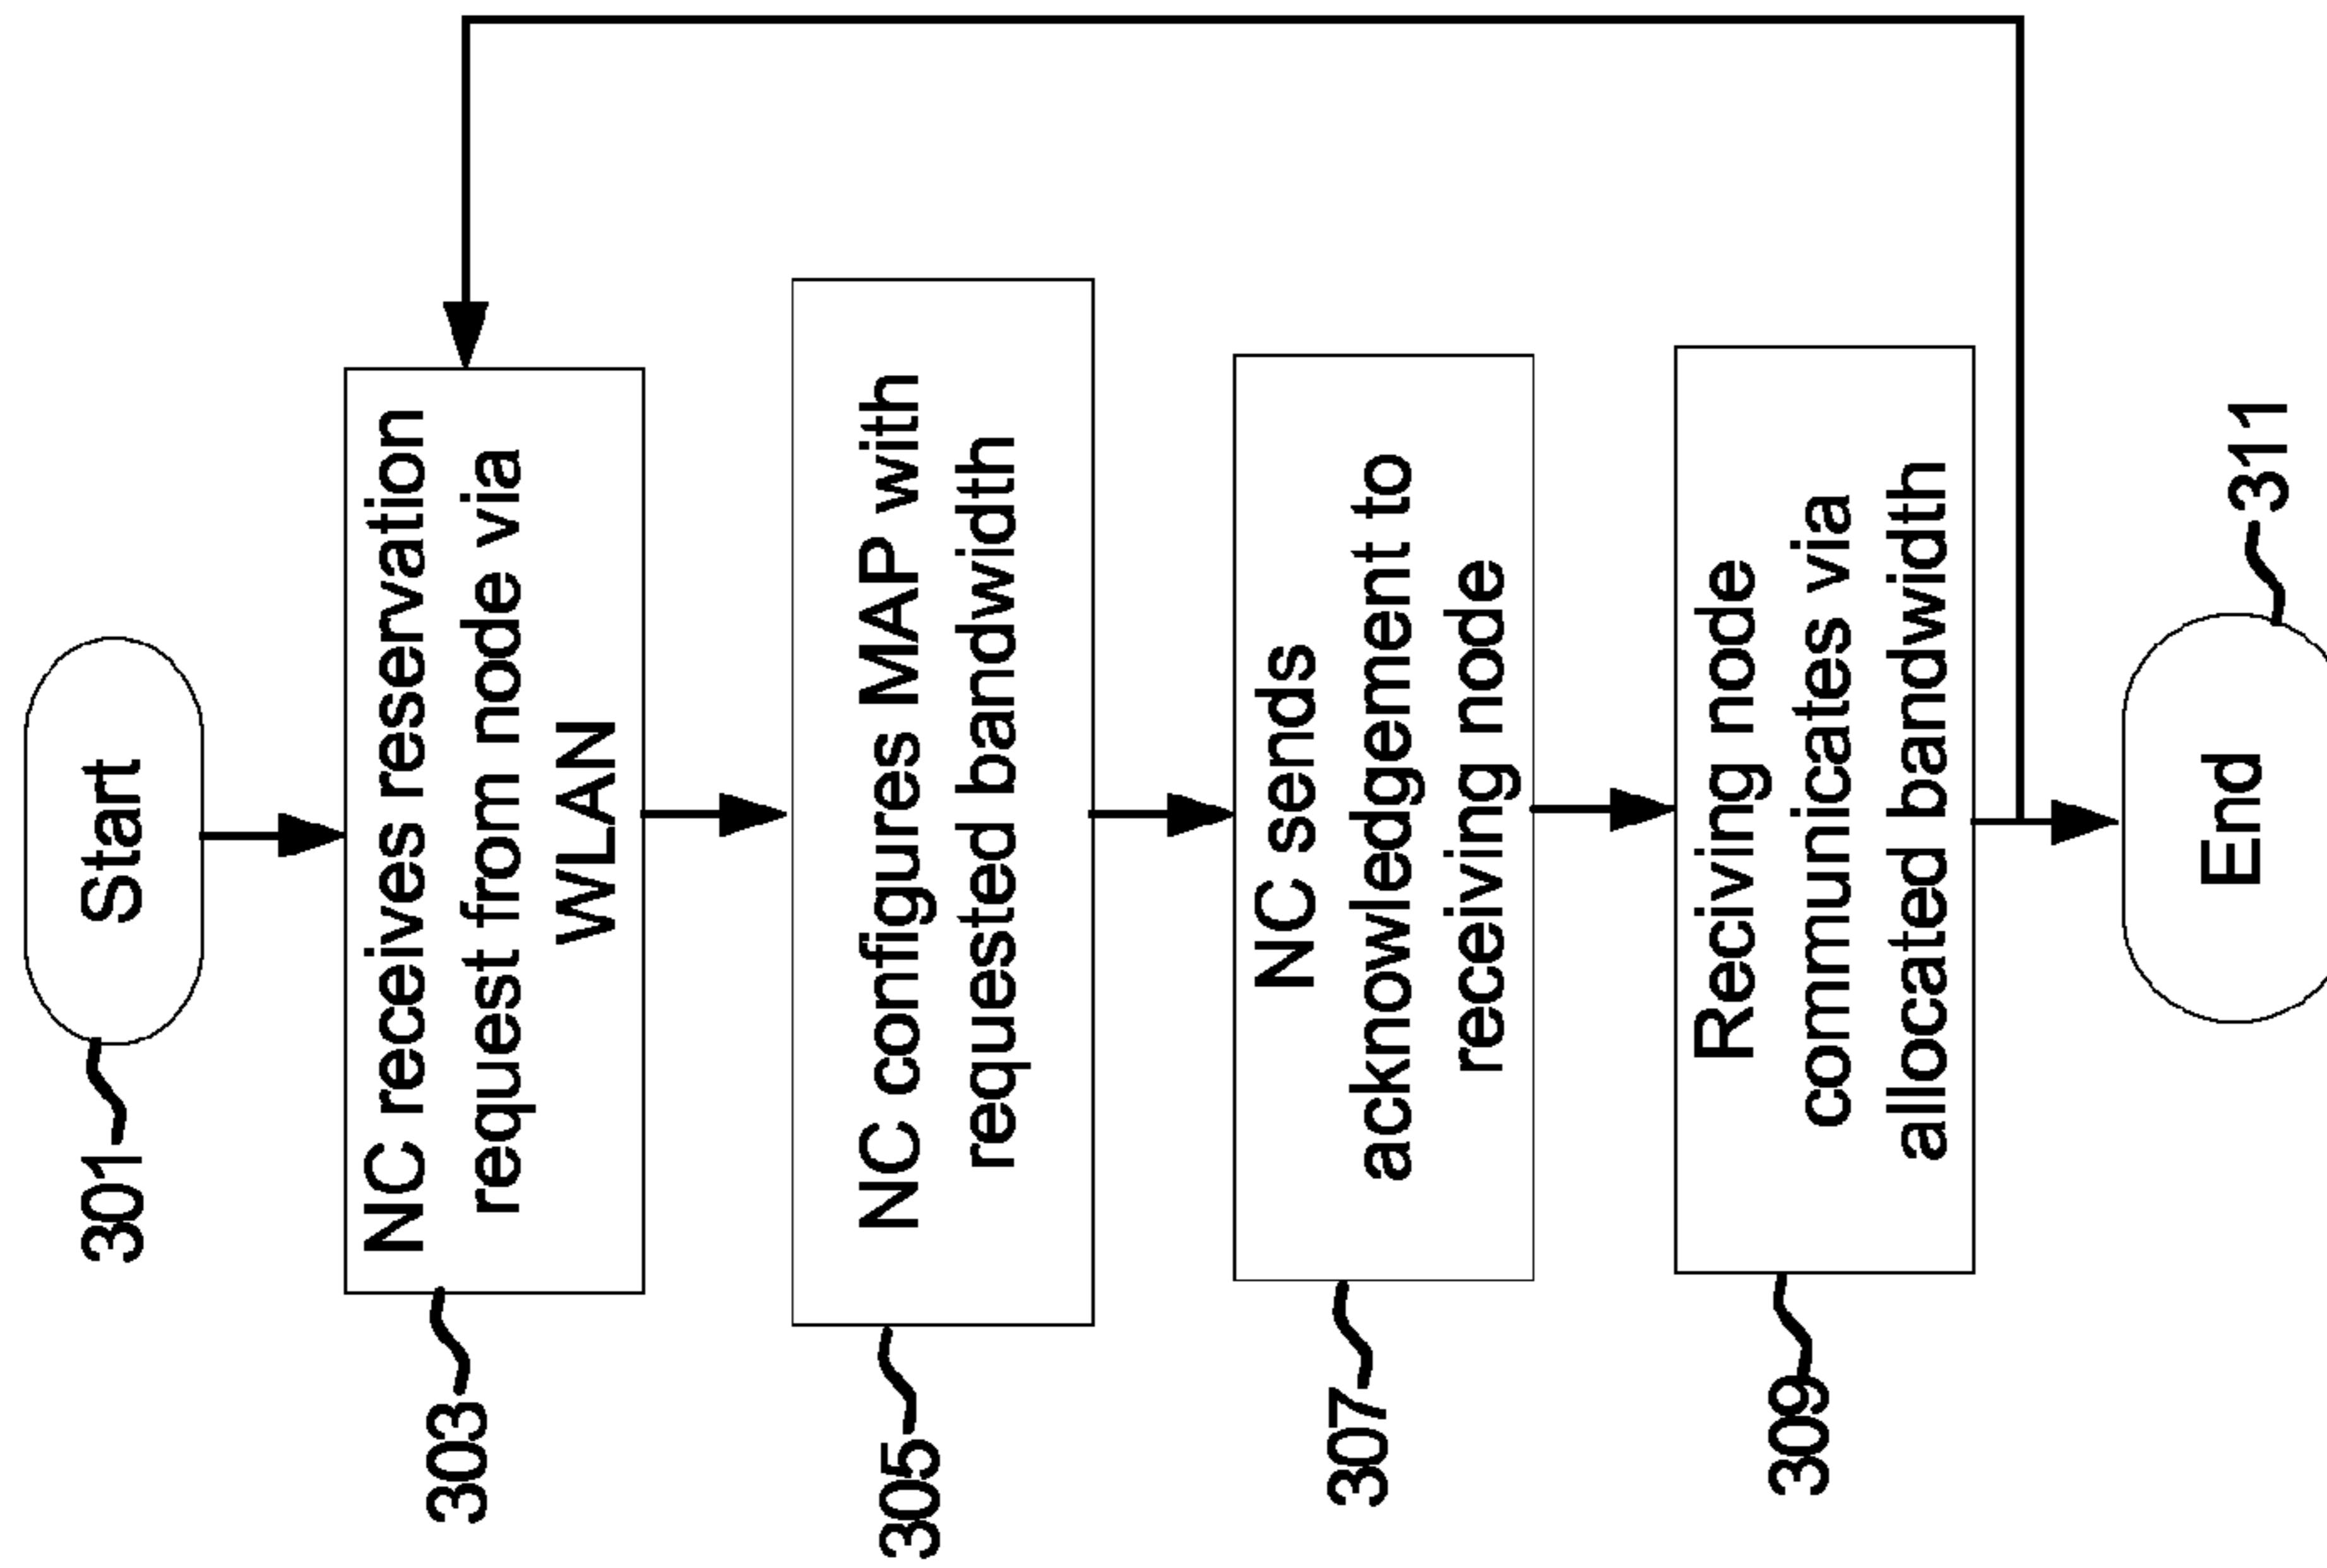 301
Start
303
NC receives reservation
request from node via
WLAN
305
NC configures MAP with
requested bandwidth
307
NC sends
acknowledgement to
receiving node
309
Reciving node
communicates via
allocated bandwidth
End
311